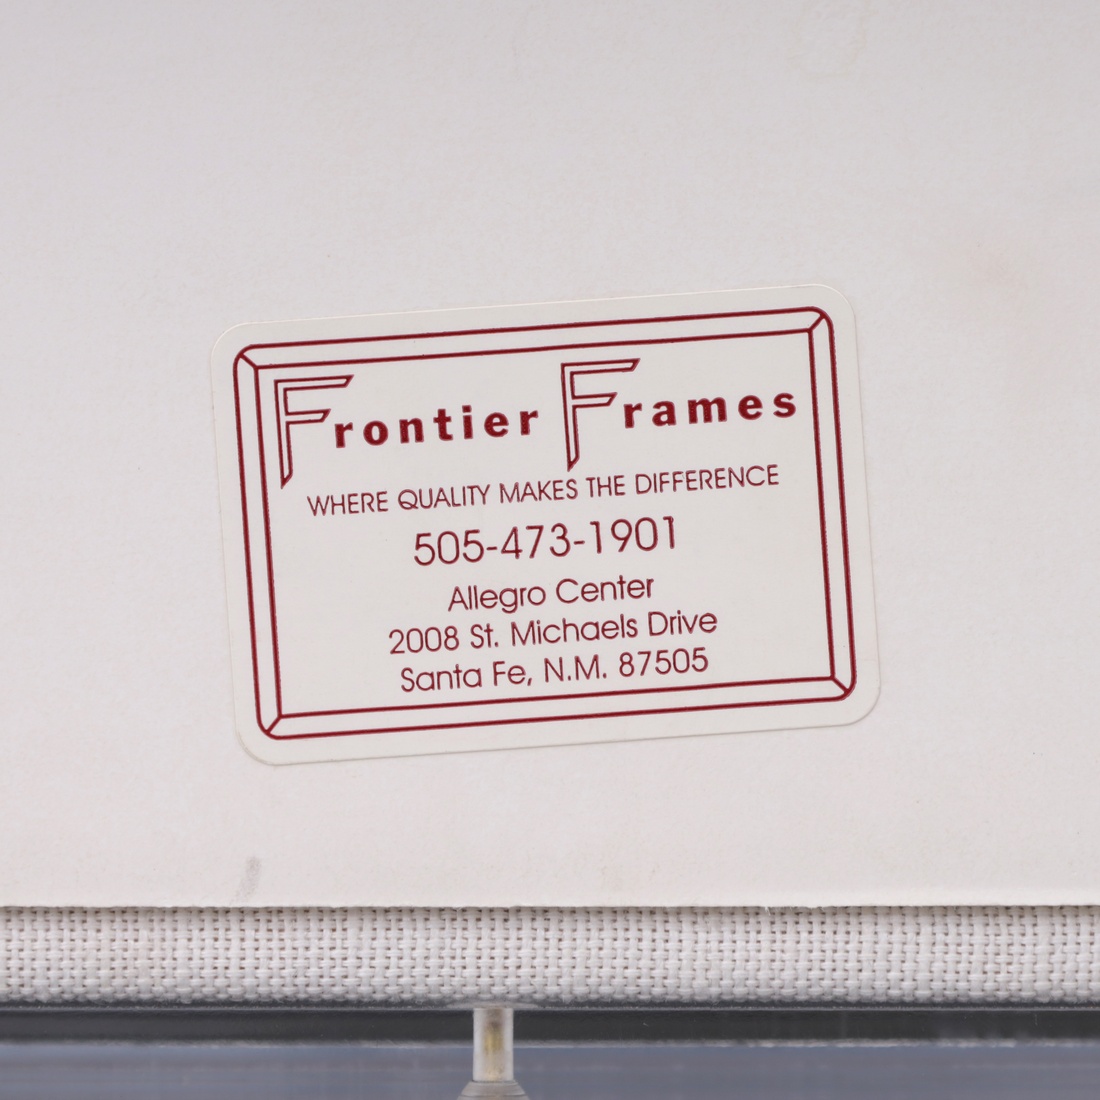 Frontier Frames
WHERE QUALITY MAKES THE DIFFERENCE
505-473-1901
Allegro Center
2008 St. Michaels Drive
Santa Fe, N.M. 87505